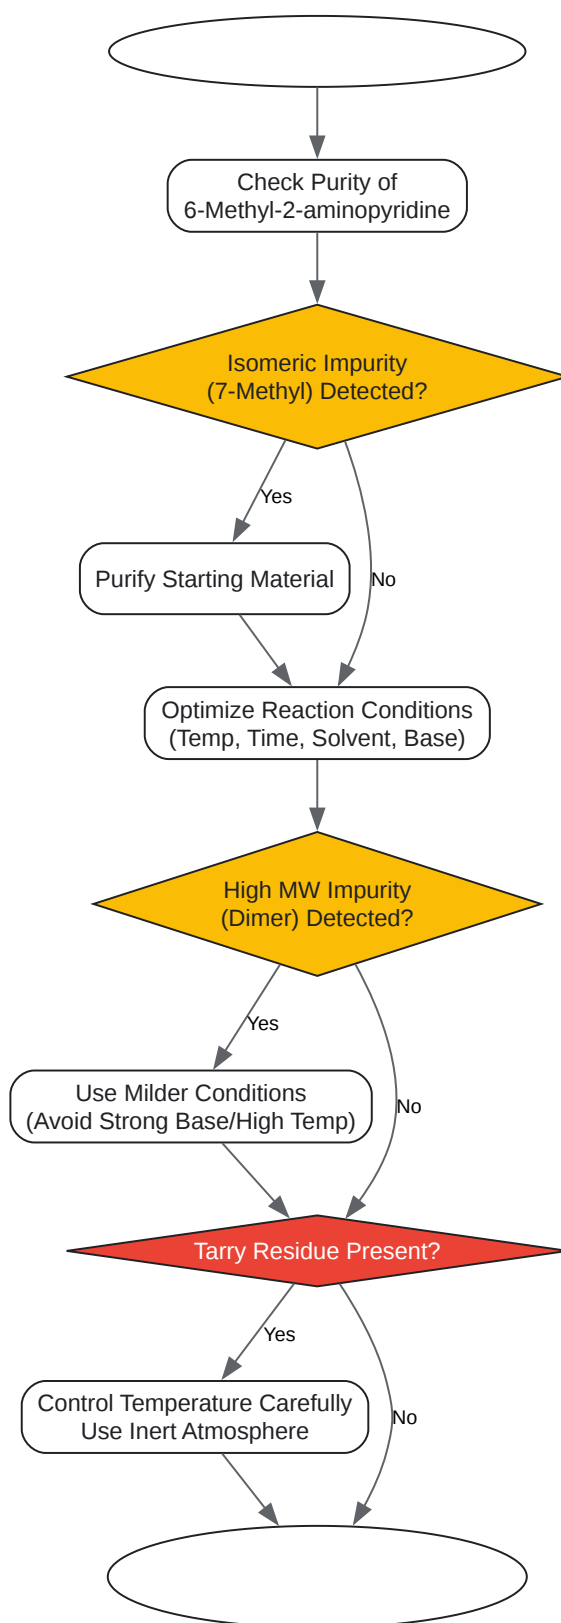 Check Purity of
6-Methyl-2-aminopyridine
Isomeric Impurity
(7-Methyl) Detected?
Yes
Purify Starting Material
No
Optimize Reaction Conditions
(Temp, Time, Solvent, Base)
High MW Impurity
(Dimer) Detected?
Yes
Use Milder Conditions
(Avoid Strong Base/High Temp)
No
Tarry Residue Present?
Yes
Control Temperature Carefully
Use Inert Atmosphere
No